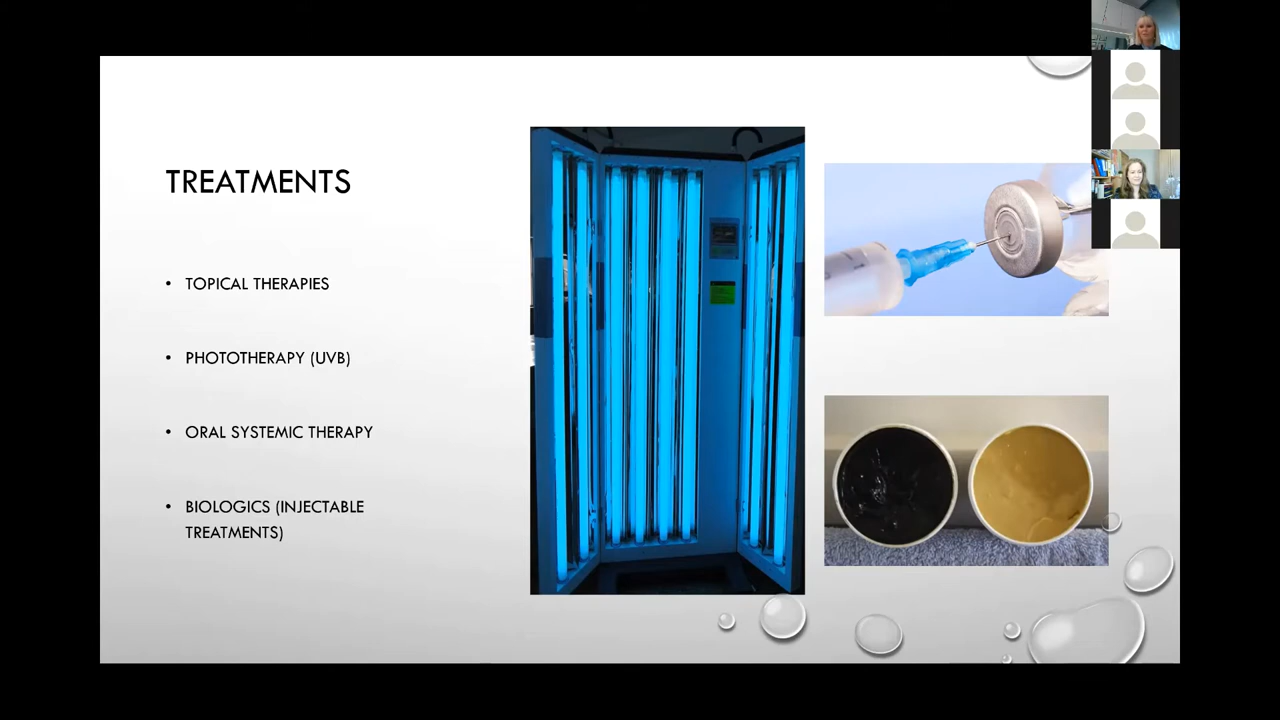 TREATMENTS
• TOPICAL THERAPIES
• PHOTOTHERAPY (UVB)
• ORAL SYSTEMIC THERAPY
• BIOLOGICS (INJECTABLE
TREATMENTS)